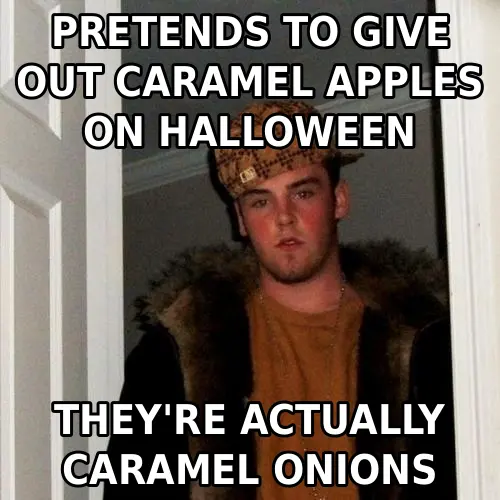 PRETENDS TO GIVE
OUT CARAMEL APPLES
ON HALLOWEEN
THEY'RE ACTUALLY
CARAMEL ONIONS